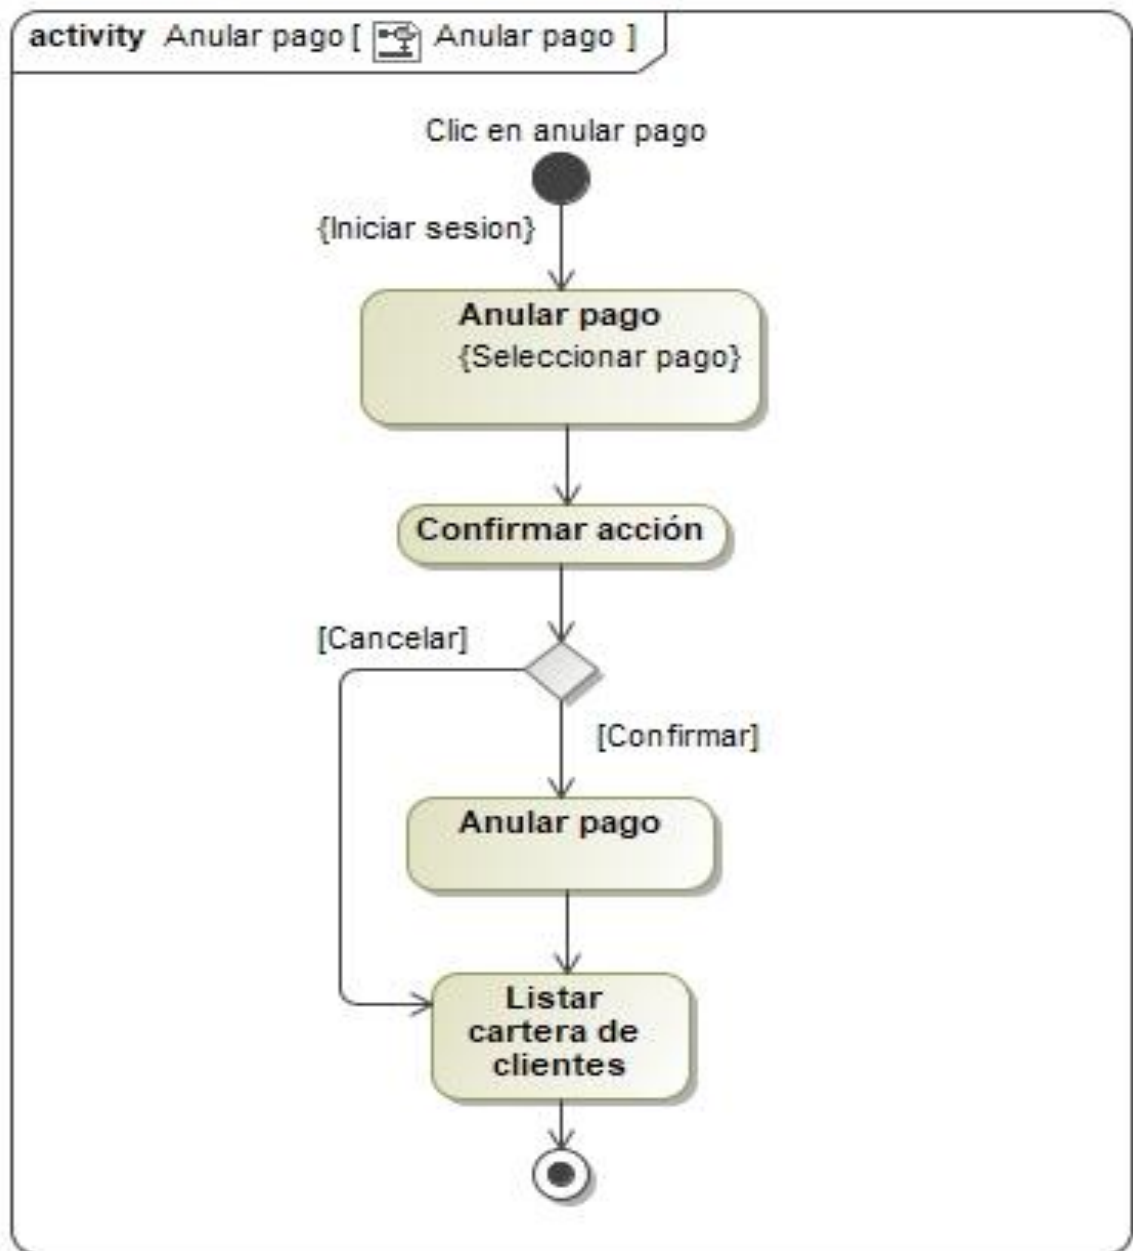 activity Anular pago [ Anular pago ]
Clic en anular pago
{Iniciar sesion}
Anular pago
{Seleccionar pago}
Confirmar acción
[Cancelar]
[Confirmar]
Anular pago
Listar
cartera de
clientes